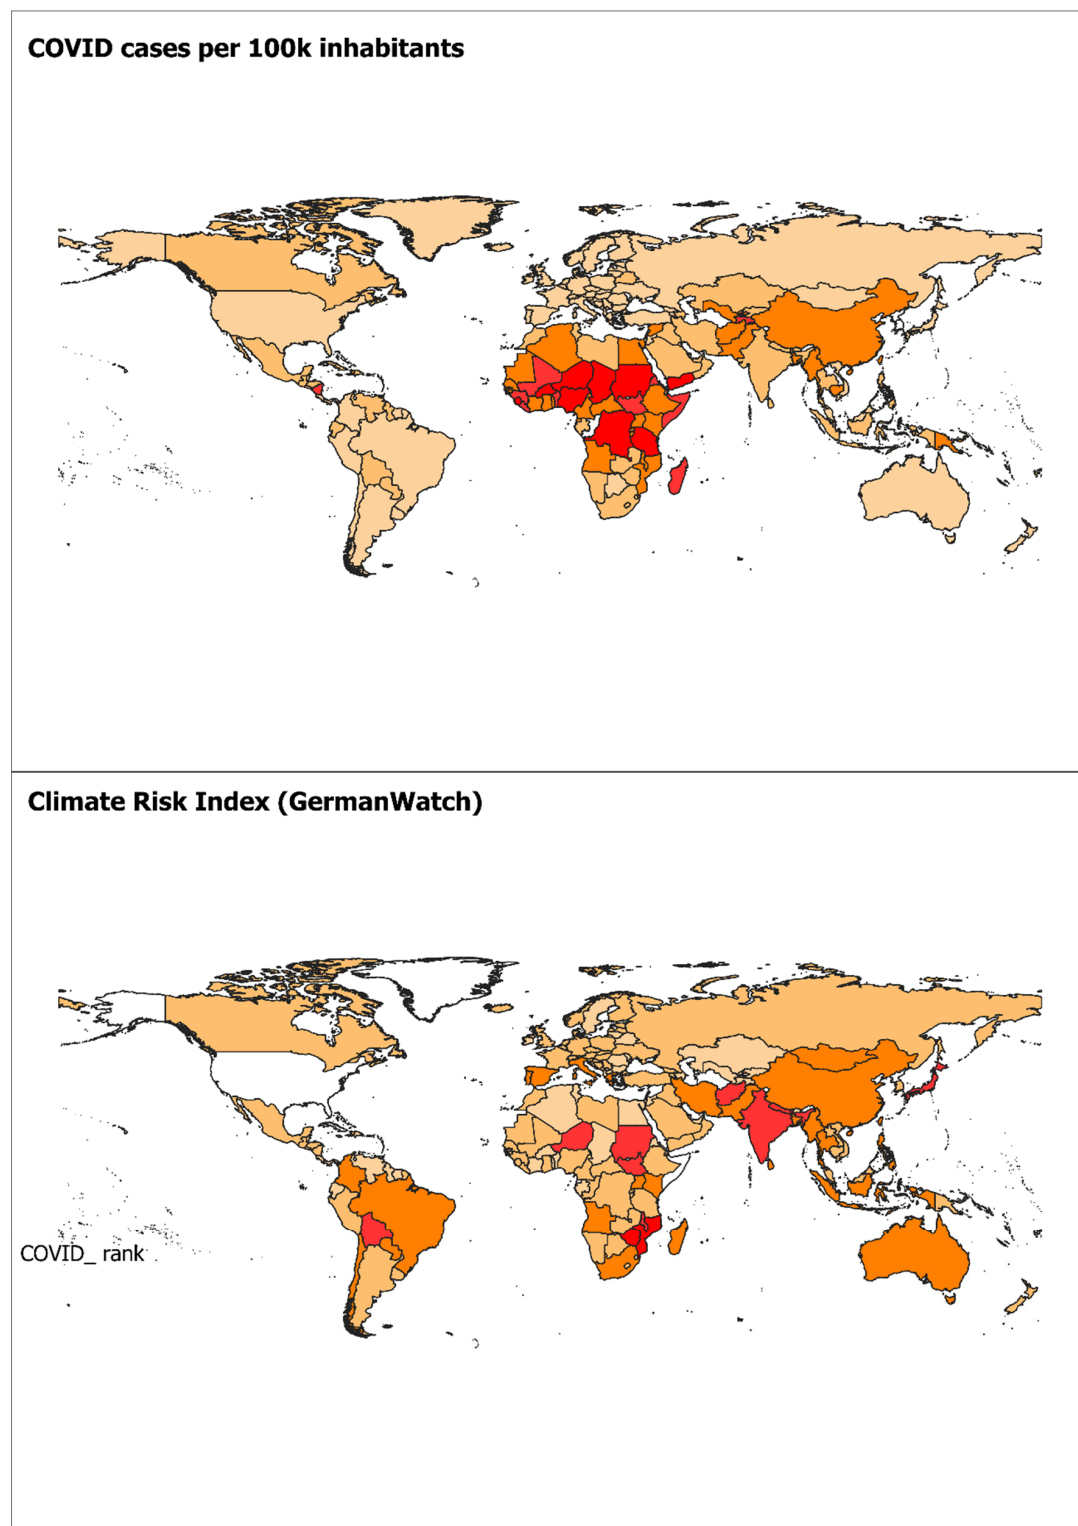 COVID cases per 100k inhabitants
Climate Risk Index (GermanWatch)
COVID_ rank